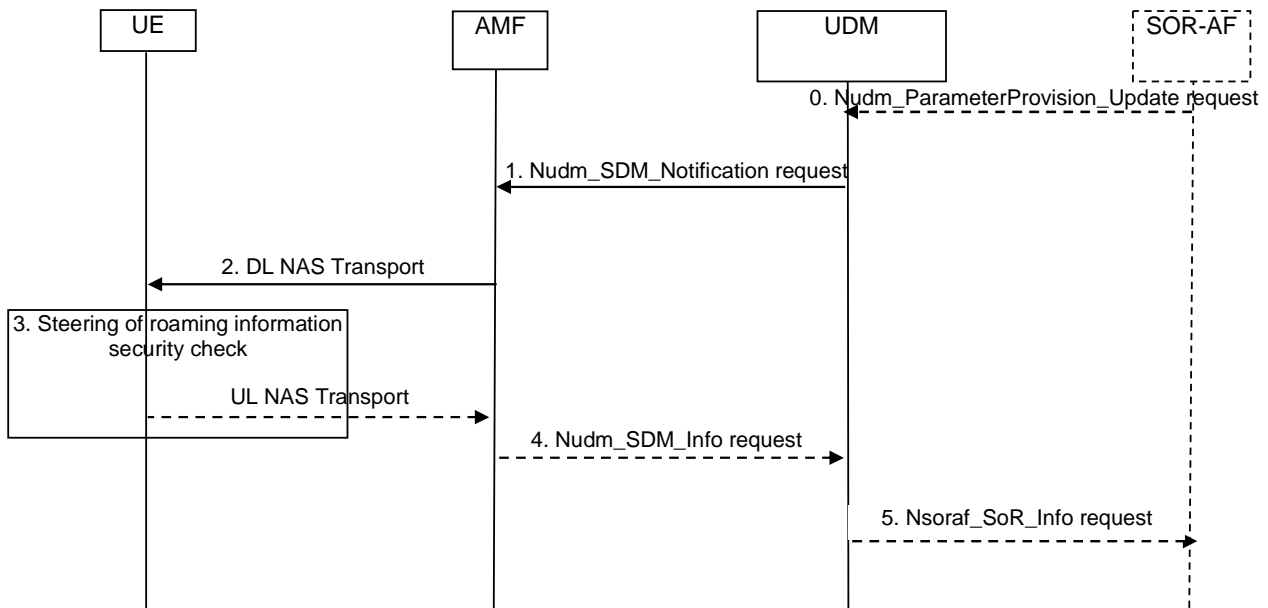 UE
AMF
UDM
SOR-AF
0. Nudm_ParameterProvision_Update request
1. Nudm_SDM_Notification request
2. DL NAS Transport
3. Steering of roaming information
security check
UL NAS Transport
4. Nudm_SDM_Info request
5. Nsoraf_SoR_Info request